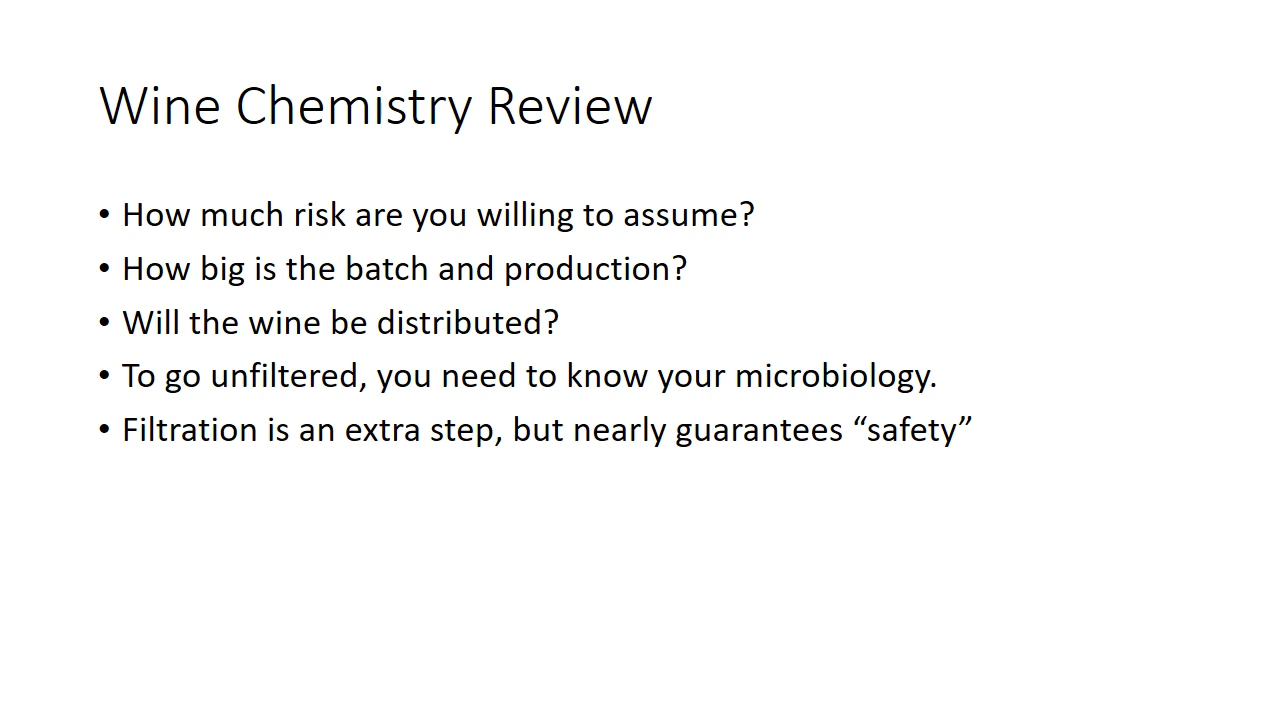 Wine Chemistry Review
• How much risk are you willing to assume?
• How big is the batch and production?
• Will the wine be distributed?
• To go unfiltered, you need to know your microbiology.
• Filtration is an extra step, but nearly guarantees “safety”